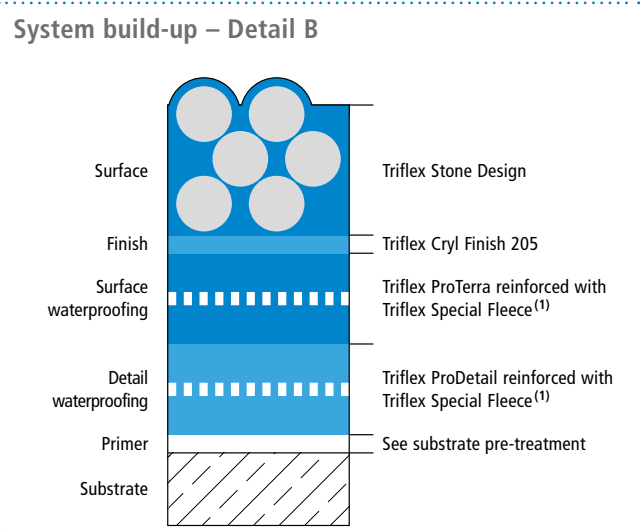 System build-up – Detail B
Surface
Triflex Stone Design
Finish
Triflex Cryl Finish 205
Surface
waterproofing
Triflex ProTerra reinforced with
Triflex Special Fleece(1)
Detail
waterproofing
Triflex ProDetail reinforced with
Triflex Special Fleece(1)
Primer
See substrate pre-treatment
Substrate